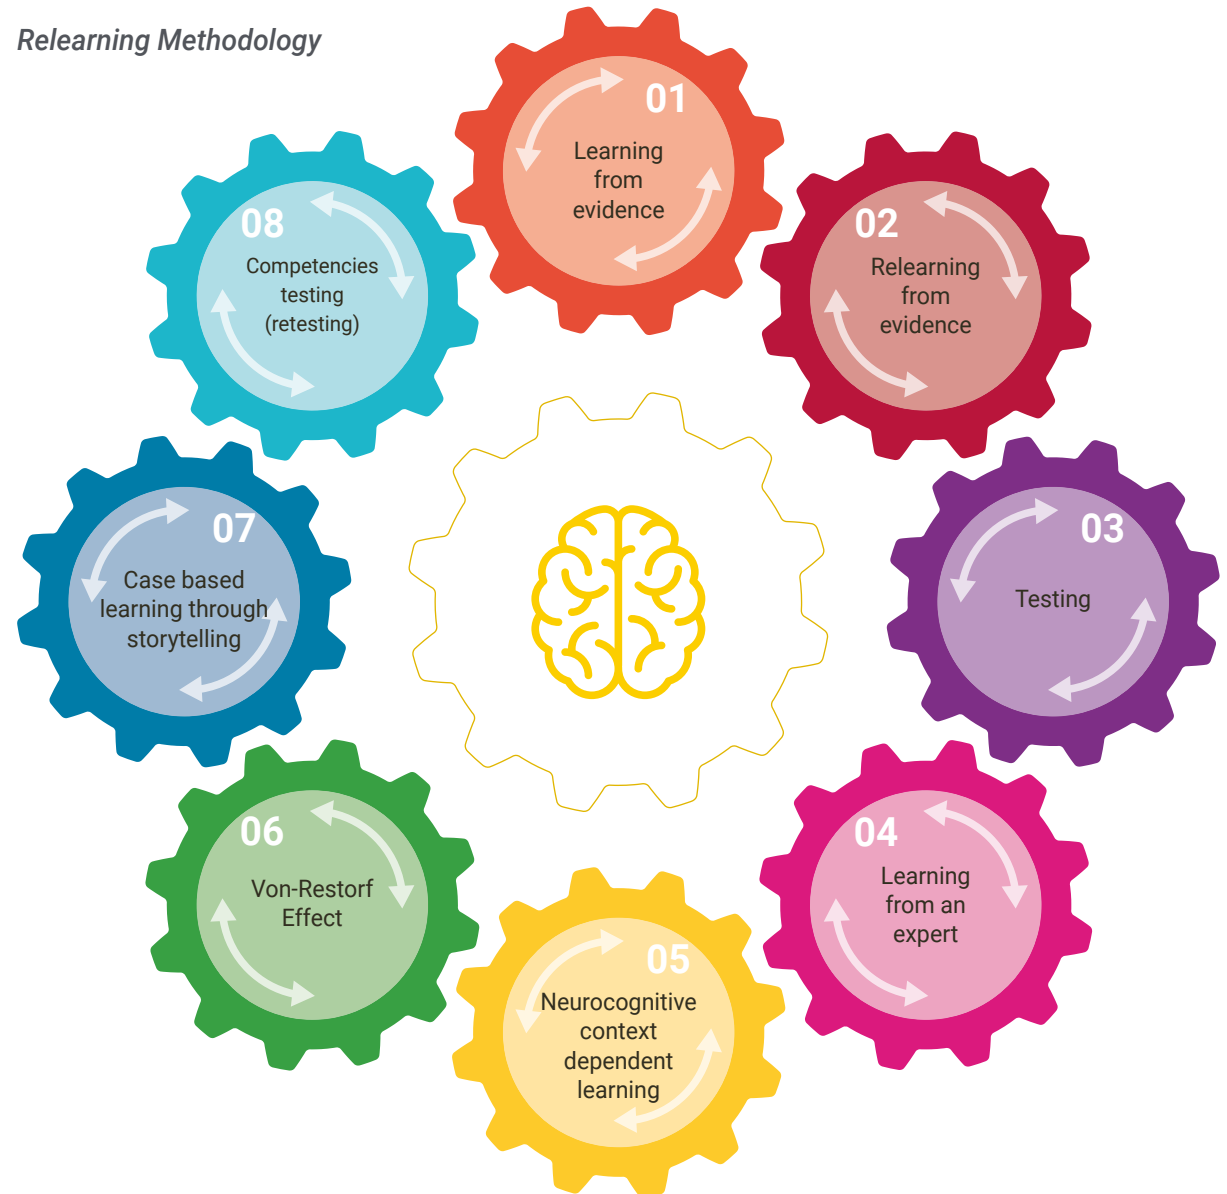 Relearning Methodology
01
Learning
from
evidence
02
Relearning
from
evidence
03
Testing
04
Learning
from an
expert
05
Neurocognitive
context
dependent
learning
06
Von-Restorf
Effect
07
Case based
learning through
storytelling
08
Competencies
testing
(retesting)